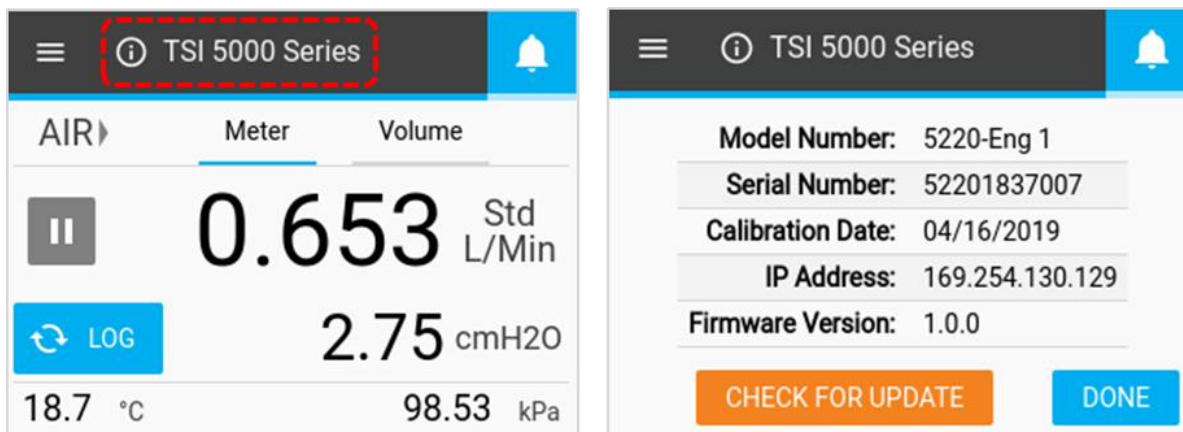 TSI 5000 Series
AIR Meter Volume
0.653 Std L/Min
LOG 2.75 cmH2O
18.7 °C 98.53 kPa
TSI 5000 Series
Model Number: 5220-Eng 1
Serial Number: 52201837007
Calibration Date: 04/16/2019
IP Address: 169.254.130.129
Firmware Version: 1.0.0
CHECK FOR UPDATE DONE